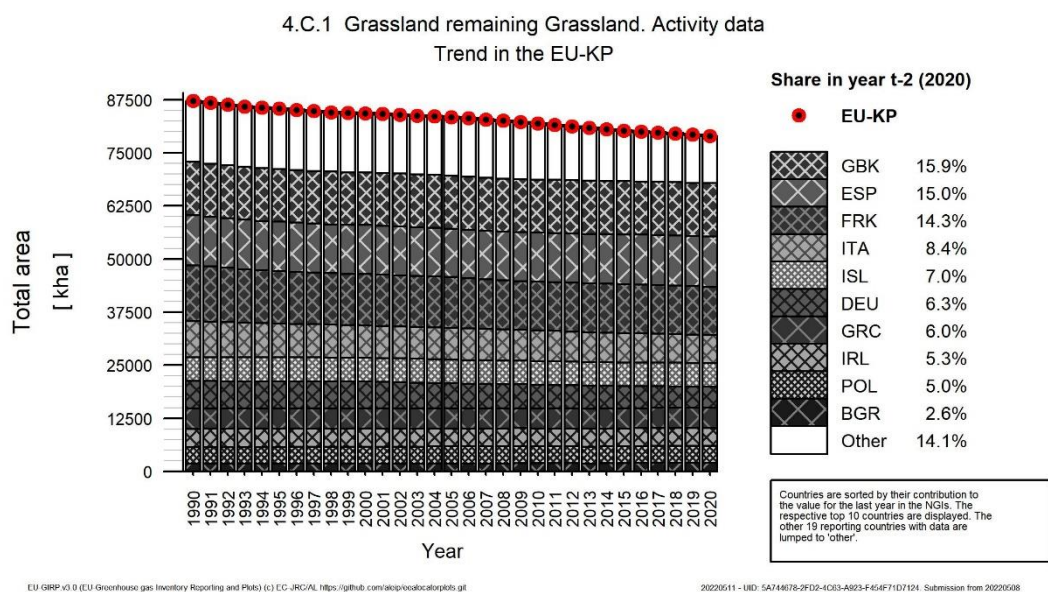 4.C.1 Grassland remaining Grassland. Activity data
Trend in the EU-KP
Total area
[ kha ]
87500
75000
62500
50000
37500
25000
12500
0
1990 1991 1992 1993 1994 1995 1996 1997 1998 1999 2000 2001 2002 2003 2004 2005 2006 2007 2008 2009 2010 2011 2012 2013 2014 2015 2016 2017 2018 2019 2020
Year
Share in year t-2 (2020)
EU-KP
GBK 15.9%
ESP 15.0%
FRK 14.3%
ITA 8.4%
ISL 7.0%
DEU 6.3%
GRC 6.0%
IRL 5.3%
POL 5.0%
BGR 2.6%
Other 14.1%
Countries are sorted by their contribution to
the value for the last year in the NGIs. The
respective top 10 countries are displayed. The
other 19 reporting countries with data are
lumped to 'other'.
EU-GIRP v3.0 (EU-Greenhouse gas Inventory Reporting and Plots) (c) EC-JRC/AL https://github.com/aleip/eealocatorplots.git
20220511 - UID: 5A744678-2FD2-4C63-A923-F454F71D7124. Submission from 20220508